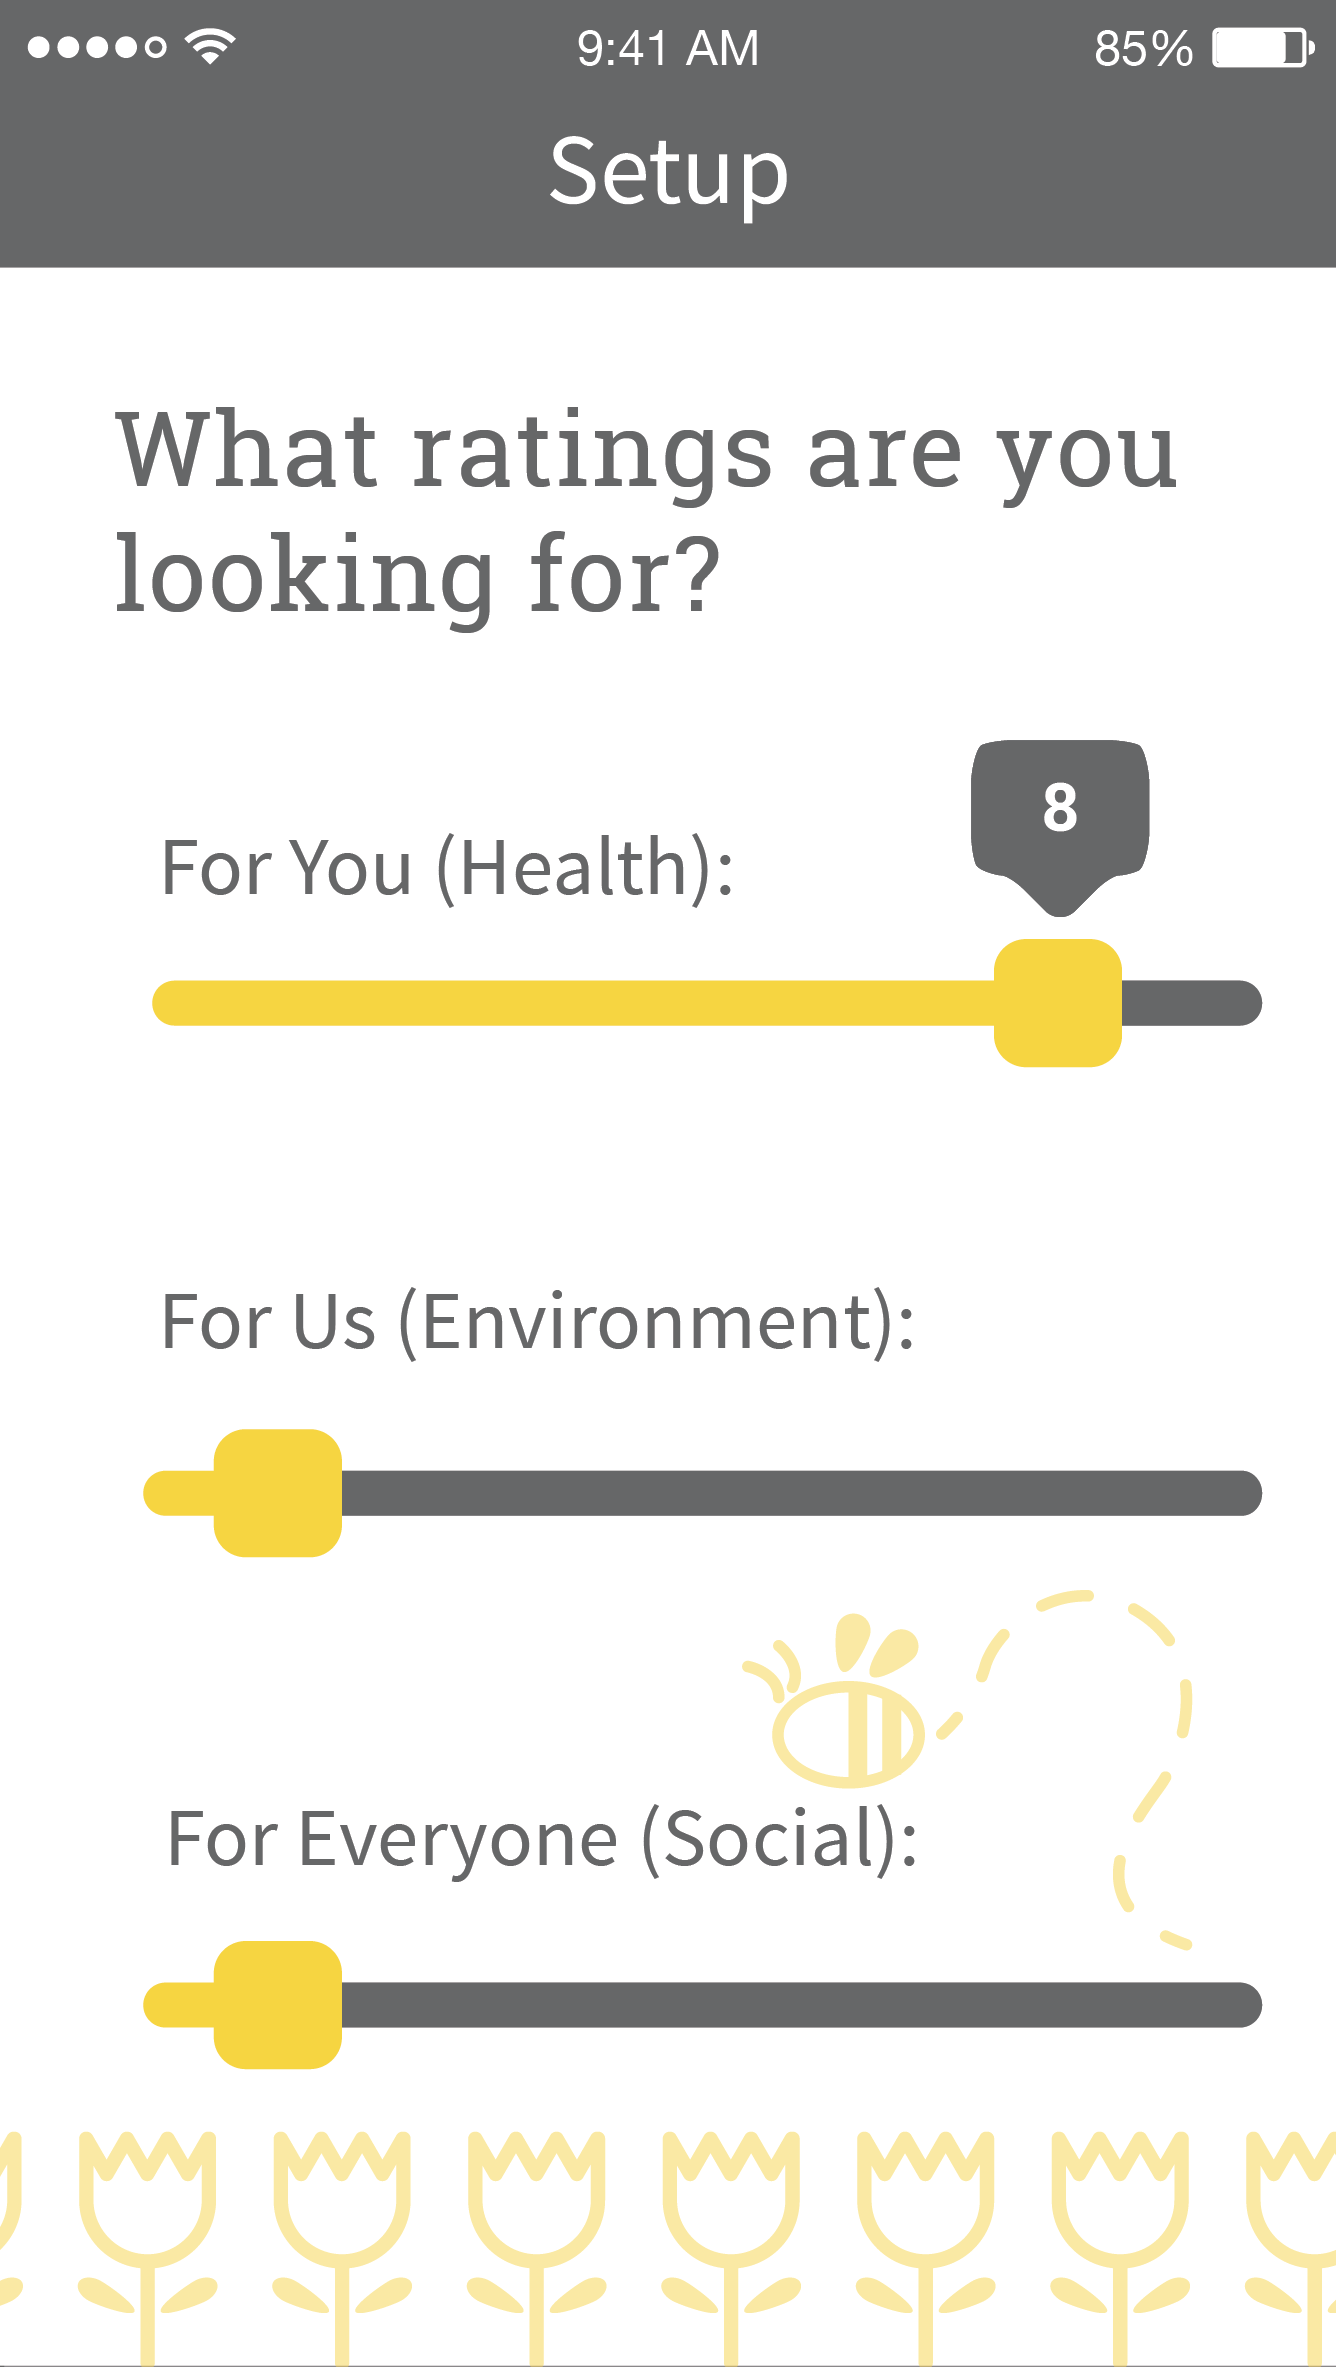 9:41 AM 85%
Setup
What ratings are you
looking for?
8
For You (Health):
For Us (Environment):
For Everyone (Social):